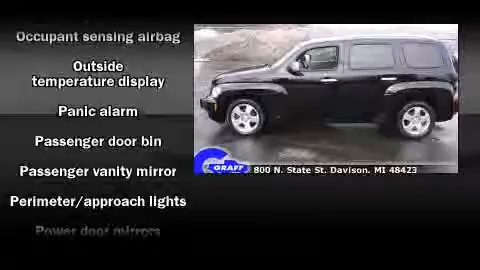 Occupant sensing airbag
Outside
temperature display
Panic alarm
Passenger door bin
Passenger vanity mirror
Perimeter/approach lights
Power door mirrors
GRAFF
800 N. State St. Davison, MI 48423